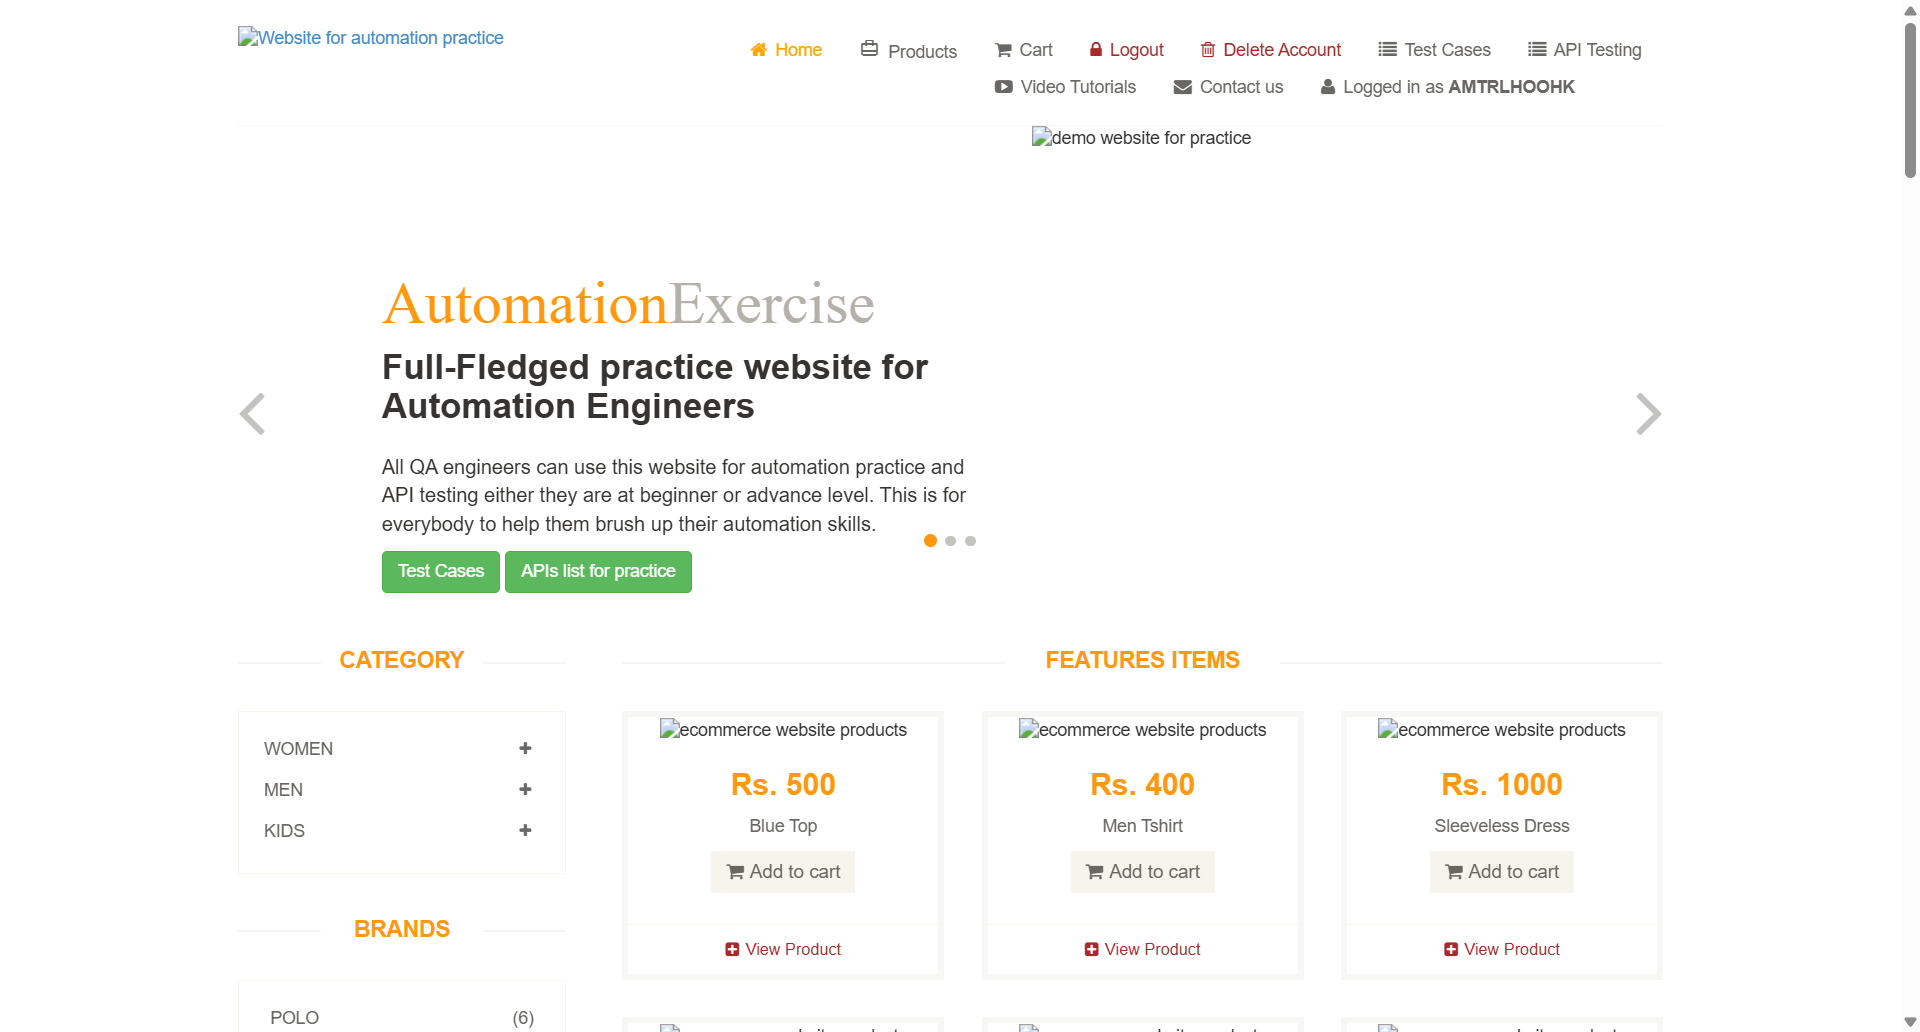 Website for automation practice
Home Products Cart Logout Delete Account Test Cases API Testing
Video Tutorials Contact us Logged in as AMTRLHOOHK
demo website for practice
AutomationExercise
Full-Fledged practice website for
Automation Engineers
All QA engineers can use this website for automation practice and
API testing either they are at beginner or advance level. This is for
everybody to help them brush up their automation skills.
Test Cases APIs list for practice
CATEGORY
WOMEN
MEN
KIDS
BRANDS
POLO (6)
FEATURES ITEMS
ecommerce website products
Rs. 500
Blue Top
Add to cart
View Product
ecommerce website products
Rs. 400
Men Tshirt
Add to cart
View Product
ecommerce website products
Rs. 1000
Sleeveless Dress
Add to cart
View Product